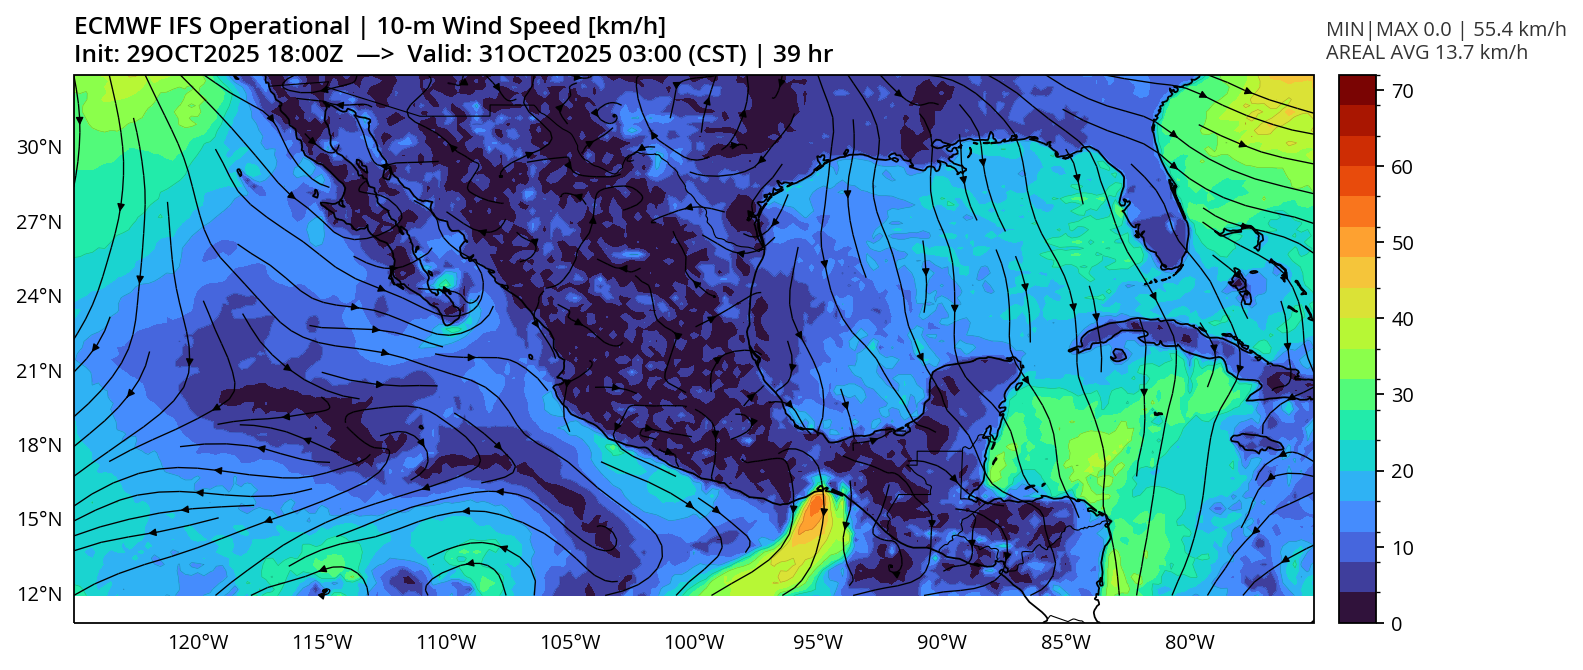 ECMWF IFS Operational | 10-m Wind Speed [km/h]
Init: 29OCT2025 18:00Z —> Valid: 31OCT2025 03:00 (CST) | 39 hr
MIN|MAX 0.0 | 55.4 km/h
AREAL AVG 13.7 km/h
30°N
27°N
24°N
21°N
18°N
15°N
12°N
120°W
115°W
110°W
105°W
100°W
95°W
90°W
85°W
80°W
70
60
50
40
30
20
10
0